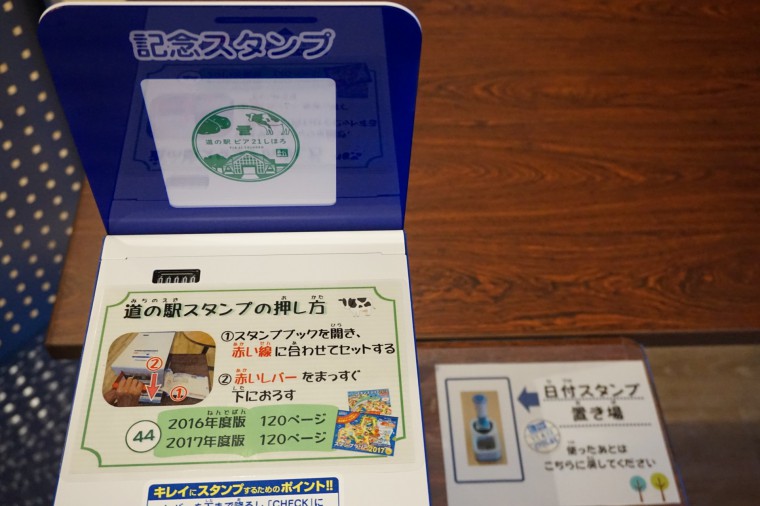 記念スタンプ
道の駅 ピア21しほろ
道の駅スタンプの押し方
①スタンプブックを開き、
赤い線に合わせてセットする
②赤いレバーをまっすぐ
下におろす
44
2016年度版 120ページ
2017年度版 120ページ
キレイにスタンプするためのポイント!!
日付スタンプ
置き場
使ったあとは
こちらに戻してください